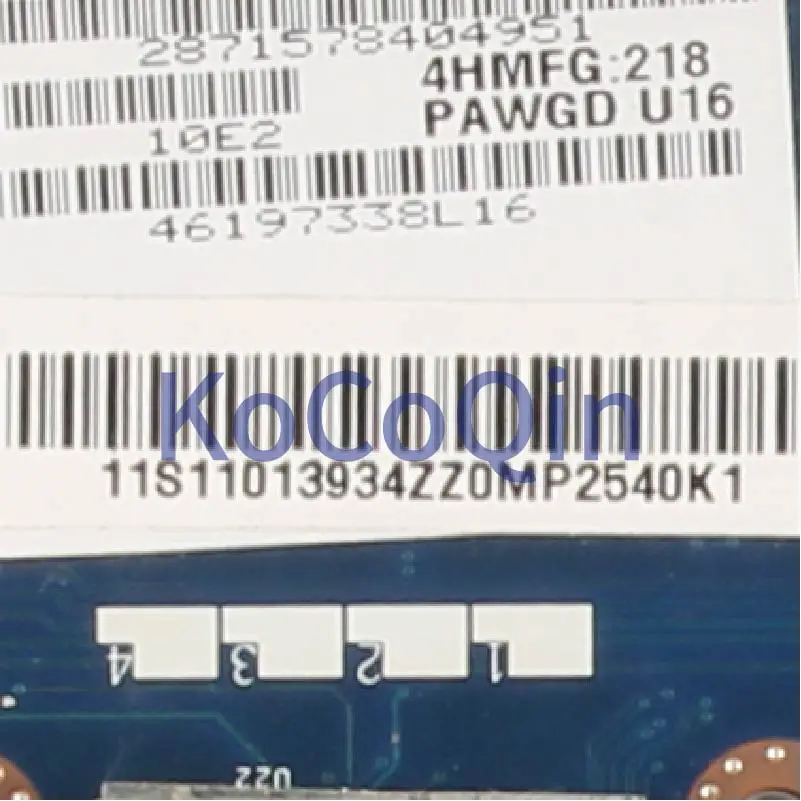 2871578404951
4HMFG:218
10E2
PAWGD U16
46197338L16
KoCoQin
11S11013934ZZ0MP2540K1
4 3 2 1
U22